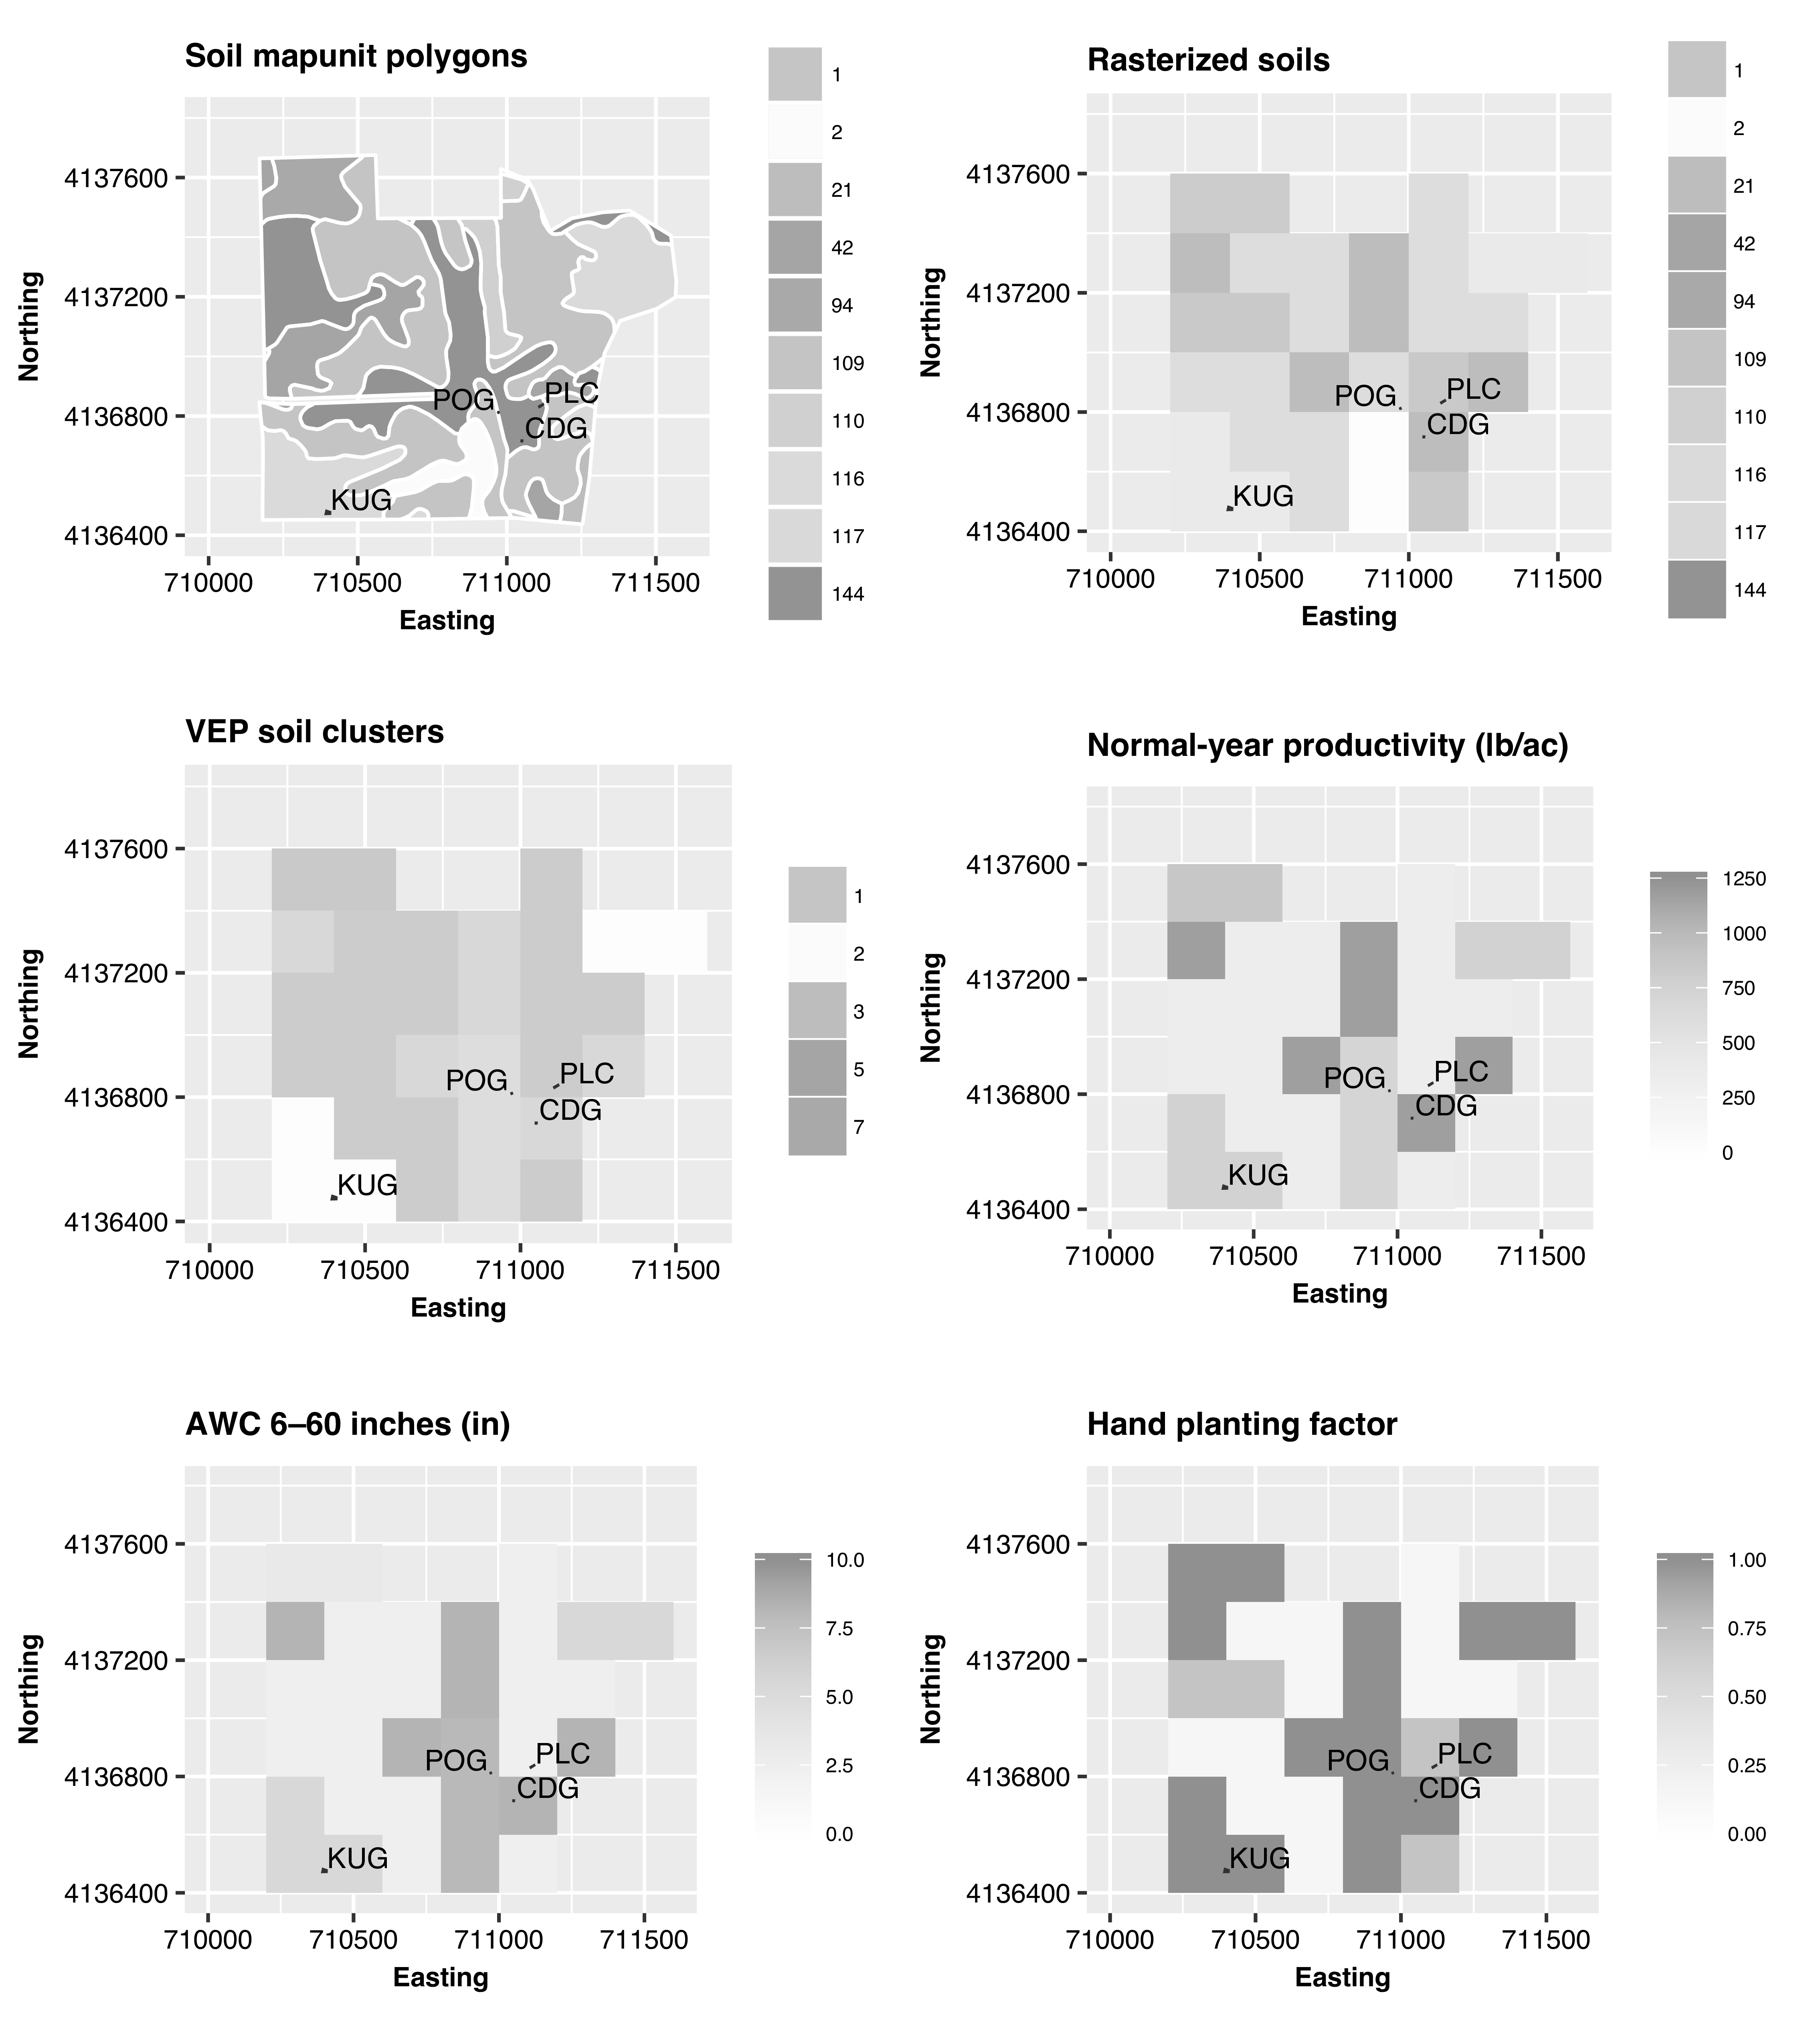 Soil mapunit polygons
4137600
4137200
4136800
4136400
Northing
POG
PLC
CDG
KUG
710000 710500 711000 711500
Easting
1
2
21
42
94
109
110
116
117
144
Rasterized soils
4137600
4137200
4136800
4136400
Northing
POG
PLC
CDG
KUG
710000 710500 711000 711500
Easting
1
2
21
42
94
109
110
116
117
144
VEP soil clusters
4137600
4137200
4136800
4136400
Northing
POG
PLC
CDG
KUG
710000 710500 711000 711500
Easting
1
2
3
5
7
Normal-year productivity (lb/ac)
4137600
4137200
4136800
4136400
Northing
POG
PLC
CDG
KUG
710000 710500 711000 711500
Easting
1250
1000
750
500
250
0
AWC 6–60 inches (in)
4137600
4137200
4136800
4136400
Northing
POG
PLC
CDG
KUG
710000 710500 711000 711500
Easting
10.0
7.5
5.0
2.5
0.0
Hand planting factor
4137600
4137200
4136800
4136400
Northing
POG
PLC
CDG
KUG
710000 710500 711000 711500
Easting
1.00
0.75
0.50
0.25
0.00